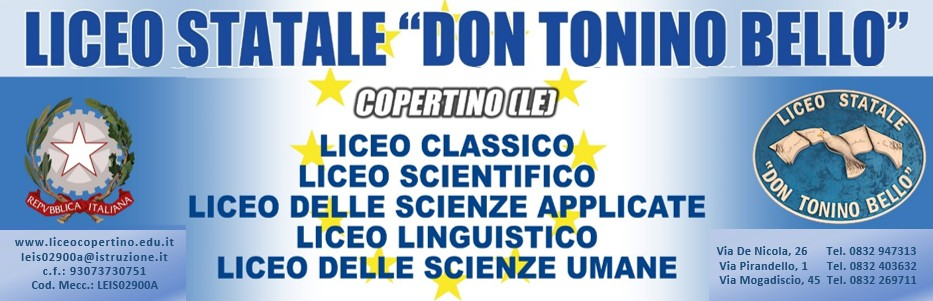 LICEO STATALE “DON TONINO BELLO”
COPERTINO (LE)
LICEO CLASSICO
LICEO SCIENTIFICO
LICEO DELLE SCIENZE APPLICATE
LICEO LINGUISTICO
LICEO DELLE SCIENZE UMANE
REPVBBLICA ITALIANA
www.liceocopertino.edu.it
leis02900a@istruzione.it
c.f.: 93073730751
Cod. Mecc.: LEIS02900A
LICEO STATALE
"DON TONINO BELLO"
Via De Nicola, 26 Tel. 0832 947313
Via Pirandello, 1 Tel. 0832 403632
Via Mogadiscio, 45 Tel. 0832 269711